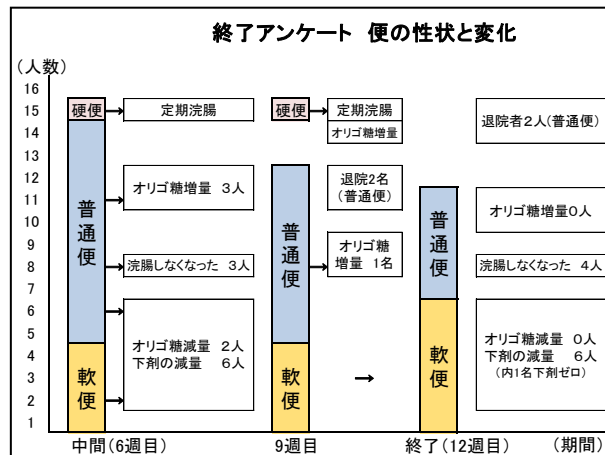 終了アンケート 便の性状と変化
(人数)
16
15
14
13
12
11
10
9
8
7
6
5
4
3
2
1
硬便
普通便
軟便
定期浣腸
オリゴ糖増量 3人
浣腸しなくなった 3人
オリゴ糖減量 2人
下剤の減量 6人
硬便
普通便
軟便
定期浣腸
オリゴ糖増量
退院2名
(普通便)
オリゴ糖
増量 1名
普通便
軟便
退院者2人(普通便)
オリゴ糖増量0人
浣腸しなくなった 4人
オリゴ糖減量 0人
下剤の減量 6人
(内1名下剤ゼロ)
中間(6週目)
9週目
終了(12週目)
(期間)